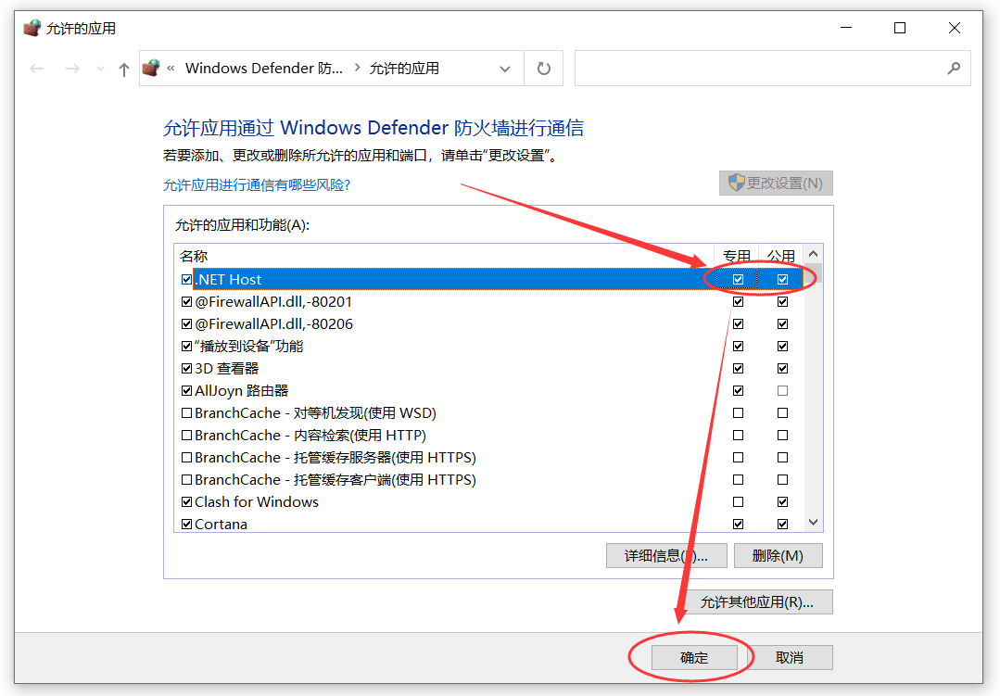 允许的应用
« Windows Defender 防... > 允许的应用
允许应用通过 Windows Defender 防火墙进行通信
若要添加、更改或删除所允许的应用和端口，请单击“更改设置”。
允许应用进行通信有哪些风险?
更改设置(N)
允许的应用和功能(A):
名称 专用 公用
.NET Host
@FirewallAPI.dll,-80201
@FirewallAPI.dll,-80206
“播放到设备”功能
3D 查看器
AllJoyn 路由器
BranchCache - 对等机发现(使用 WSD)
BranchCache - 内容检索(使用 HTTP)
BranchCache - 托管缓存服务器(使用 HTTPS)
BranchCache - 托管缓存客户端(使用 HTTPS)
Clash for Windows
Cortana
详细信息( )... 删除(M)
允许其他应用(R)...
确定 取消